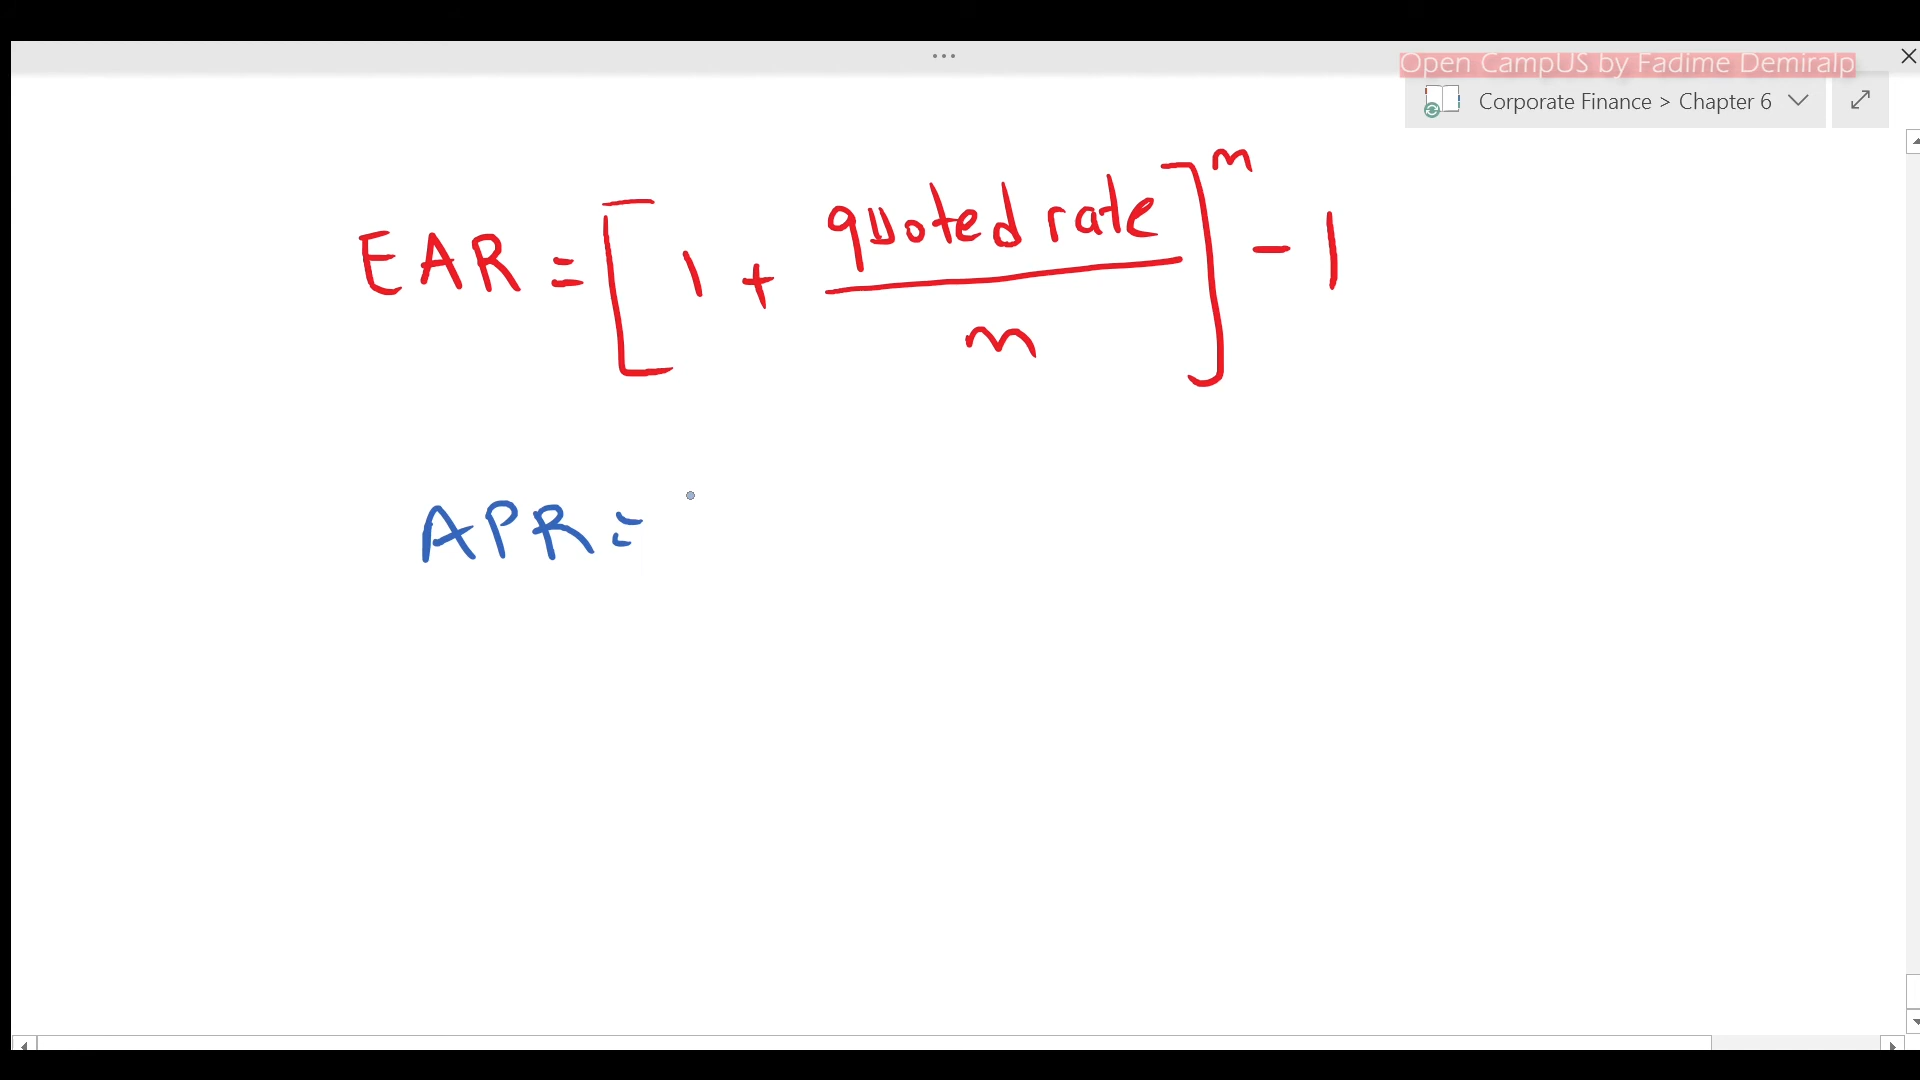 Open CampUS by Fadime Demiralp
Corporate Finance > Chapter 6
EAR = [1 + quoted rate / m]^m - 1
APR =